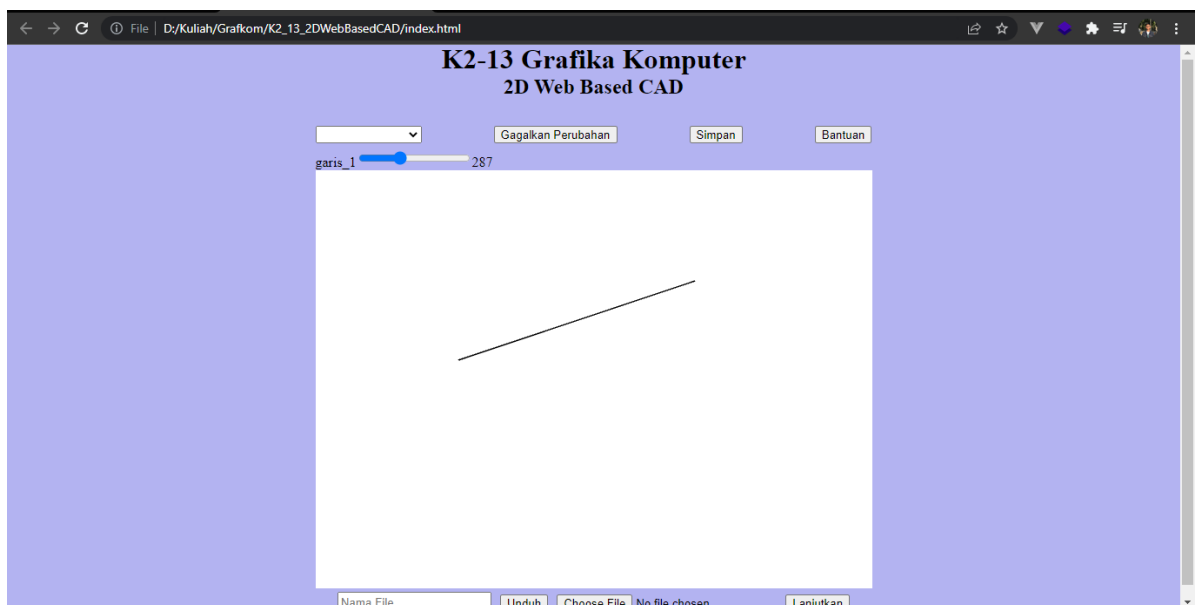 File | D:/Kuliah/Grafkom/K2_13_2DWebBasedCAD/index.html
K2-13 Grafika Komputer
2D Web Based CAD
Gagalkan Perubahan Simpan Bantuan
garis_1 287
Nama File Unduh Choose File No file chosen Lanjutkan